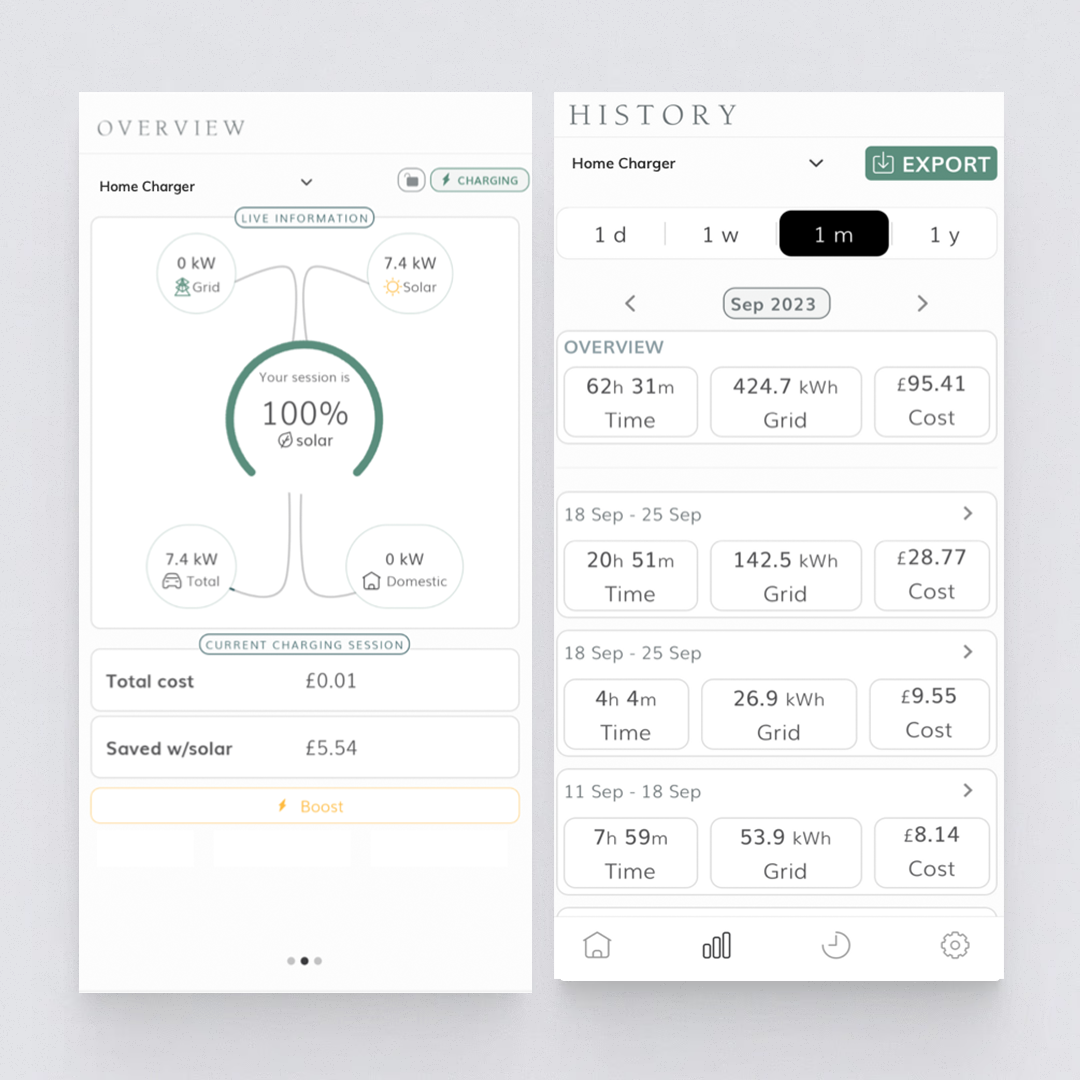 OVERVIEW
Home Charger
CHARGING
LIVE INFORMATION
0 kW
Grid
7.4 kW
Solar
Your session is
100%
solar
7.4 kW
Total
0 kW
Domestic
CURRENT CHARGING SESSION
Total cost £0.01
Saved w/solar £5.54
Boost
HISTORY
Home Charger
EXPORT
1 d 1 w 1 m 1 y
Sep 2023
OVERVIEW
62h 31m 424.7 kWh £95.41
Time Grid Cost
18 Sep - 25 Sep
20h 51m 142.5 kWh £28.77
Time Grid Cost
18 Sep - 25 Sep
4h 4m 26.9 kWh £9.55
Time Grid Cost
11 Sep - 18 Sep
7h 59m 53.9 kWh £8.14
Time Grid Cost